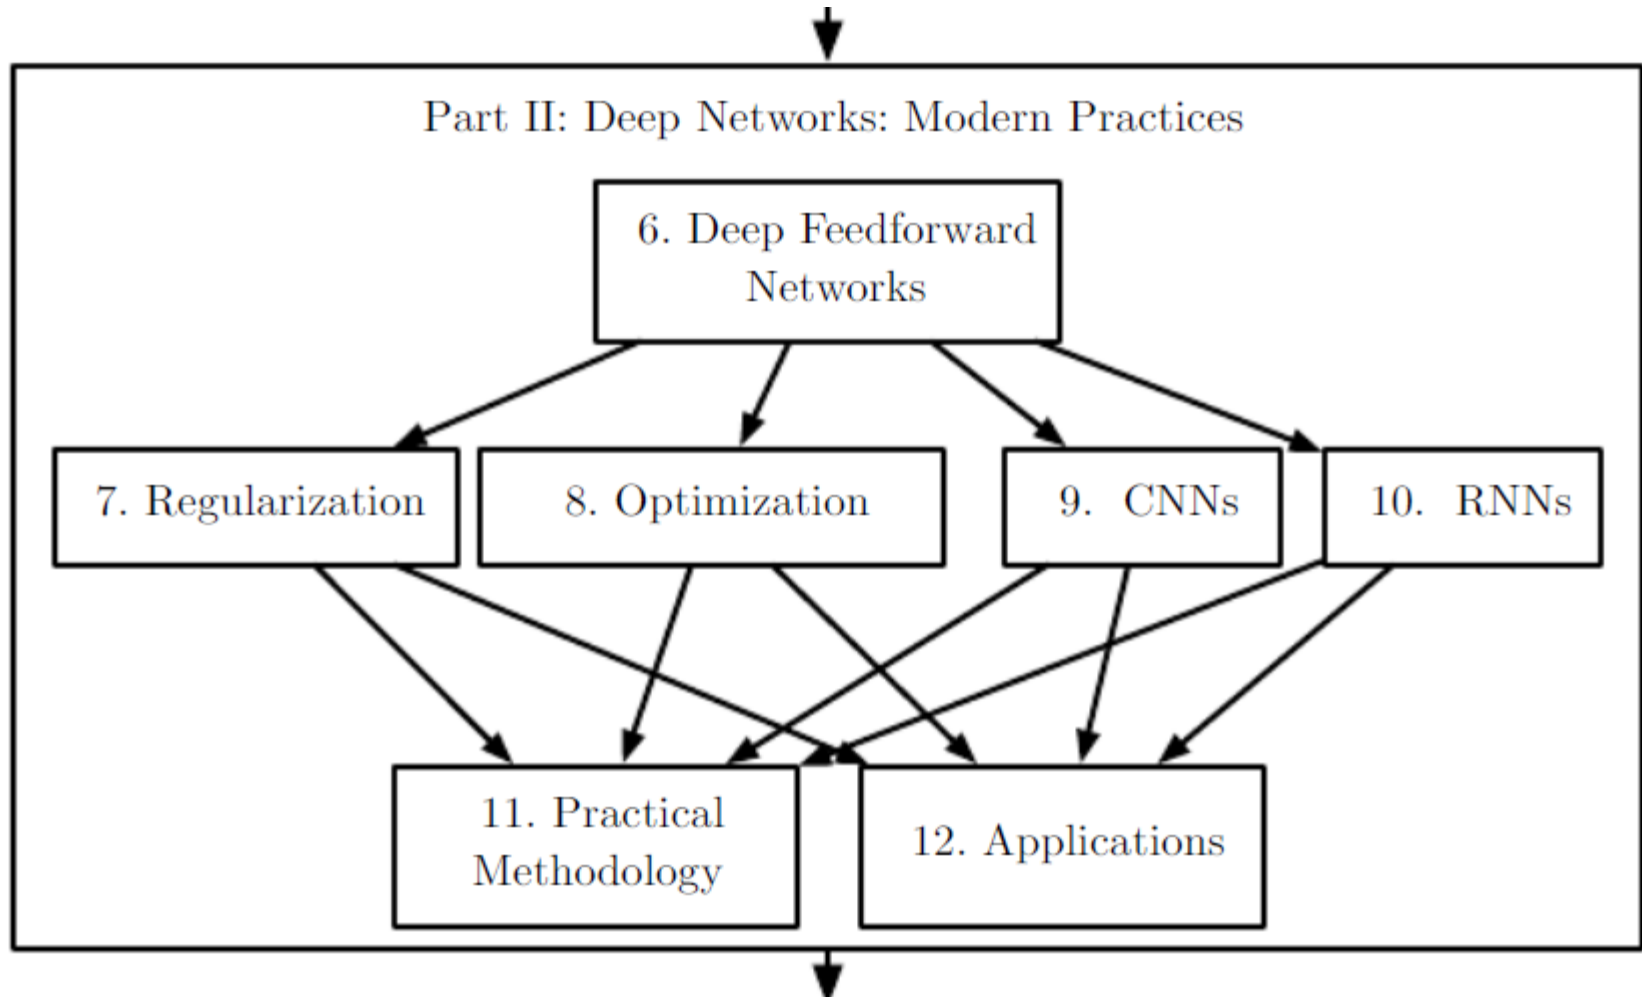 Part II: Deep Networks: Modern Practices
6. Deep Feedforward
Networks
7. Regularization
8. Optimization
9. CNNs
10. RNNs
11. Practical
Methodology
12. Applications